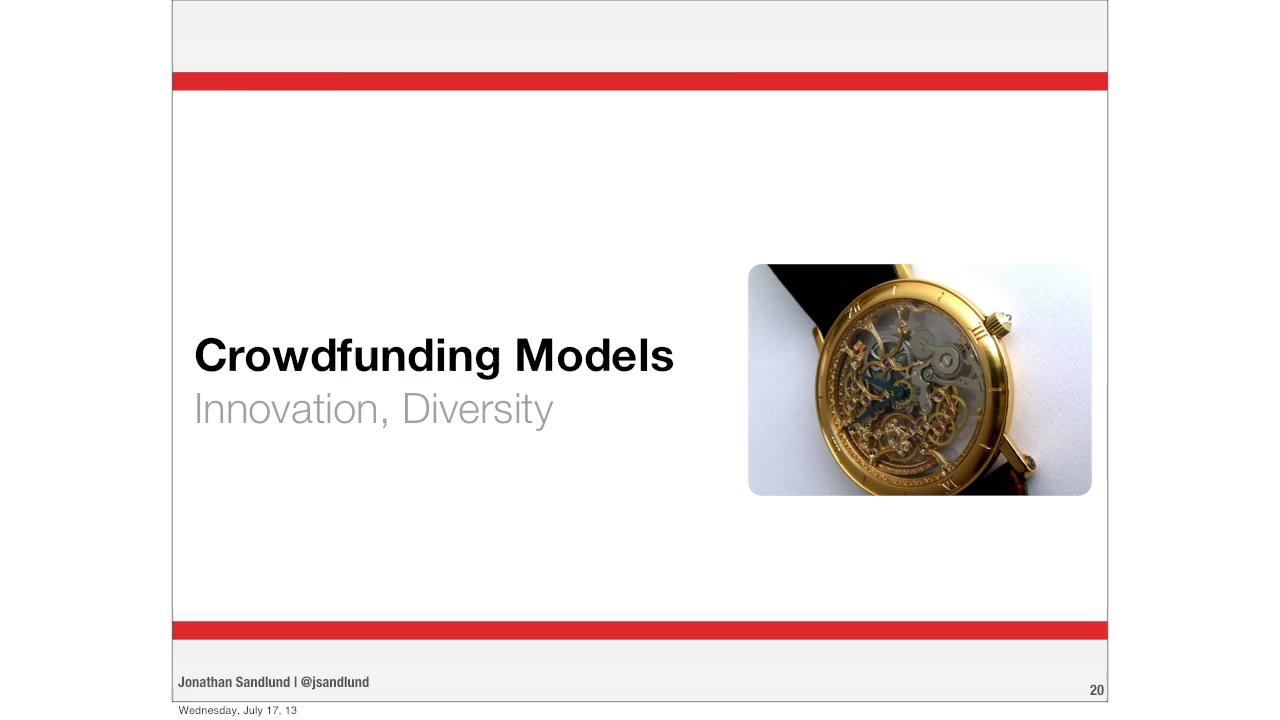 Crowdfunding Models
Innovation, Diversity
Jonathan Sandlund | @jsandlund
20
Wednesday, July 17, 13